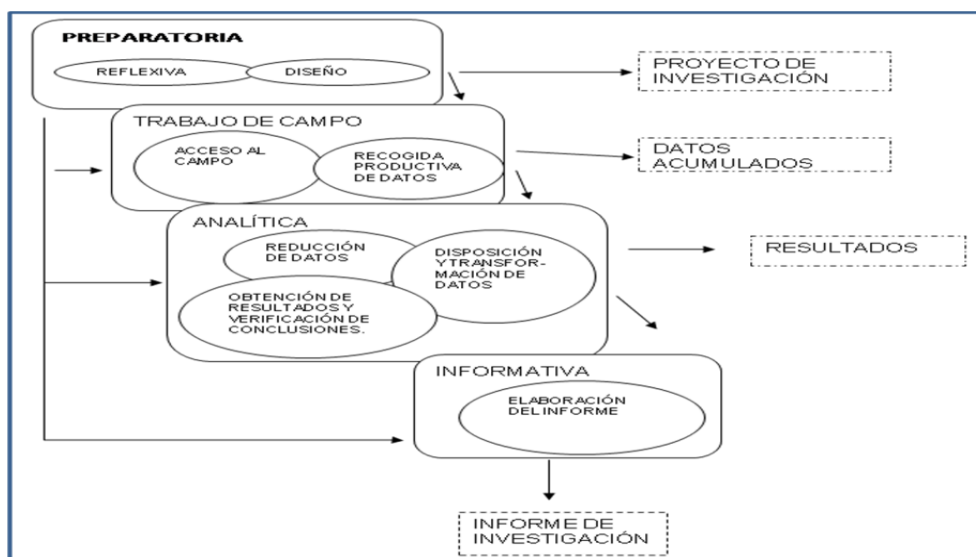 PREPARATORIA
REFLEXIVA
DISEÑO
PROYECTO DE
INVESTIGACIÓN
TRABAJO DE CAMPO
ACCESO AL
CAMPO
RECOGIDA
PRODUCTIVA
DE DATOS
DATOS
ACUMULADOS
ANALÍTICA
REDUCCIÓN
DE DATOS
DISPOSICIÓN
Y TRANSFOR-
MACIÓN DE
DATOS
OBTENCIÓN DE
RESULTADOS Y
VERIFICACIÓN DE
CONCLUSIONES.
RESULTADOS
INFORMATIVA
ELABORACIÓN
DEL INFORME
INFORME DE
INVESTIGACIÓN